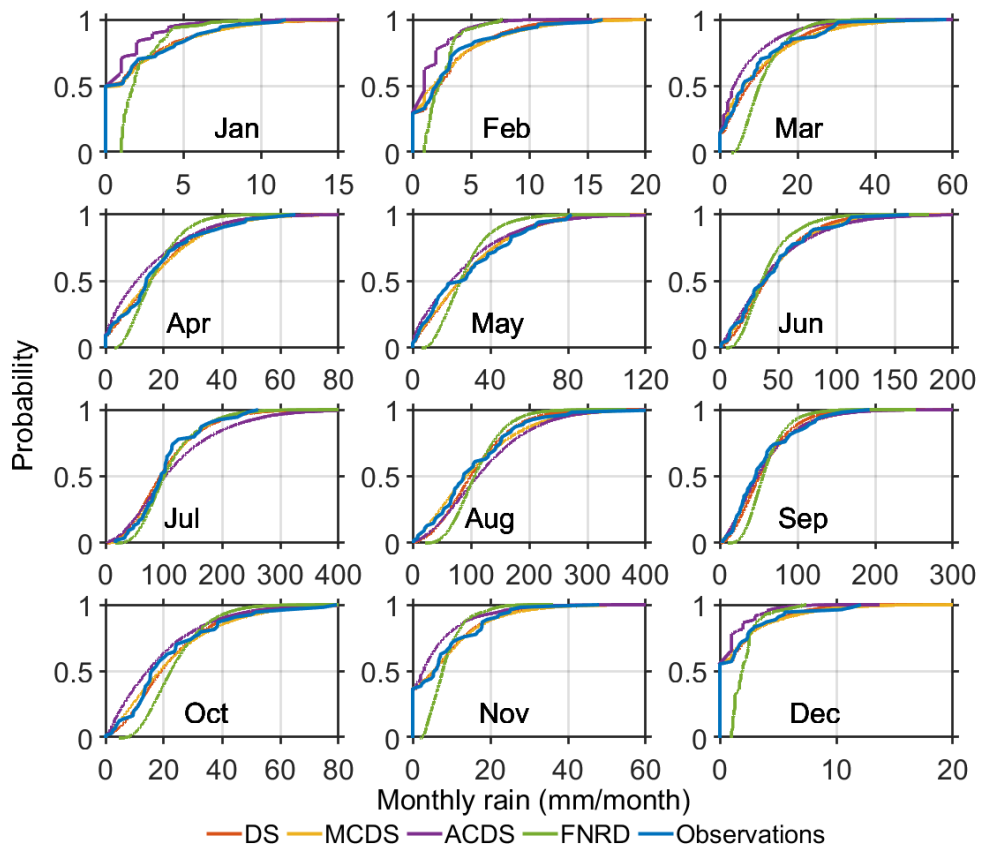 1
0.5
0
Jan
0 5 10 15
1
0.5
0
Feb
0 5 10 15 20
1
0.5
0
Mar
0 20 40 60
1
0.5
0
Apr
0 20 40 60 80
1
0.5
0
May
0 40 80 120
1
0.5
0
Jun
0 50 100 150 200
1
0.5
0
Jul
0 100 200 300 400
1
0.5
0
Aug
0 100 200 300 400
1
0.5
0
Sep
0 100 200 300
1
0.5
0
Oct
0 20 40 60 80
1
0.5
0
Nov
0 20 40 60
1
0.5
0
Dec
0 10 20
Probability
Monthly rain (mm/month)
DS MCDS ACDS FNRD Observations